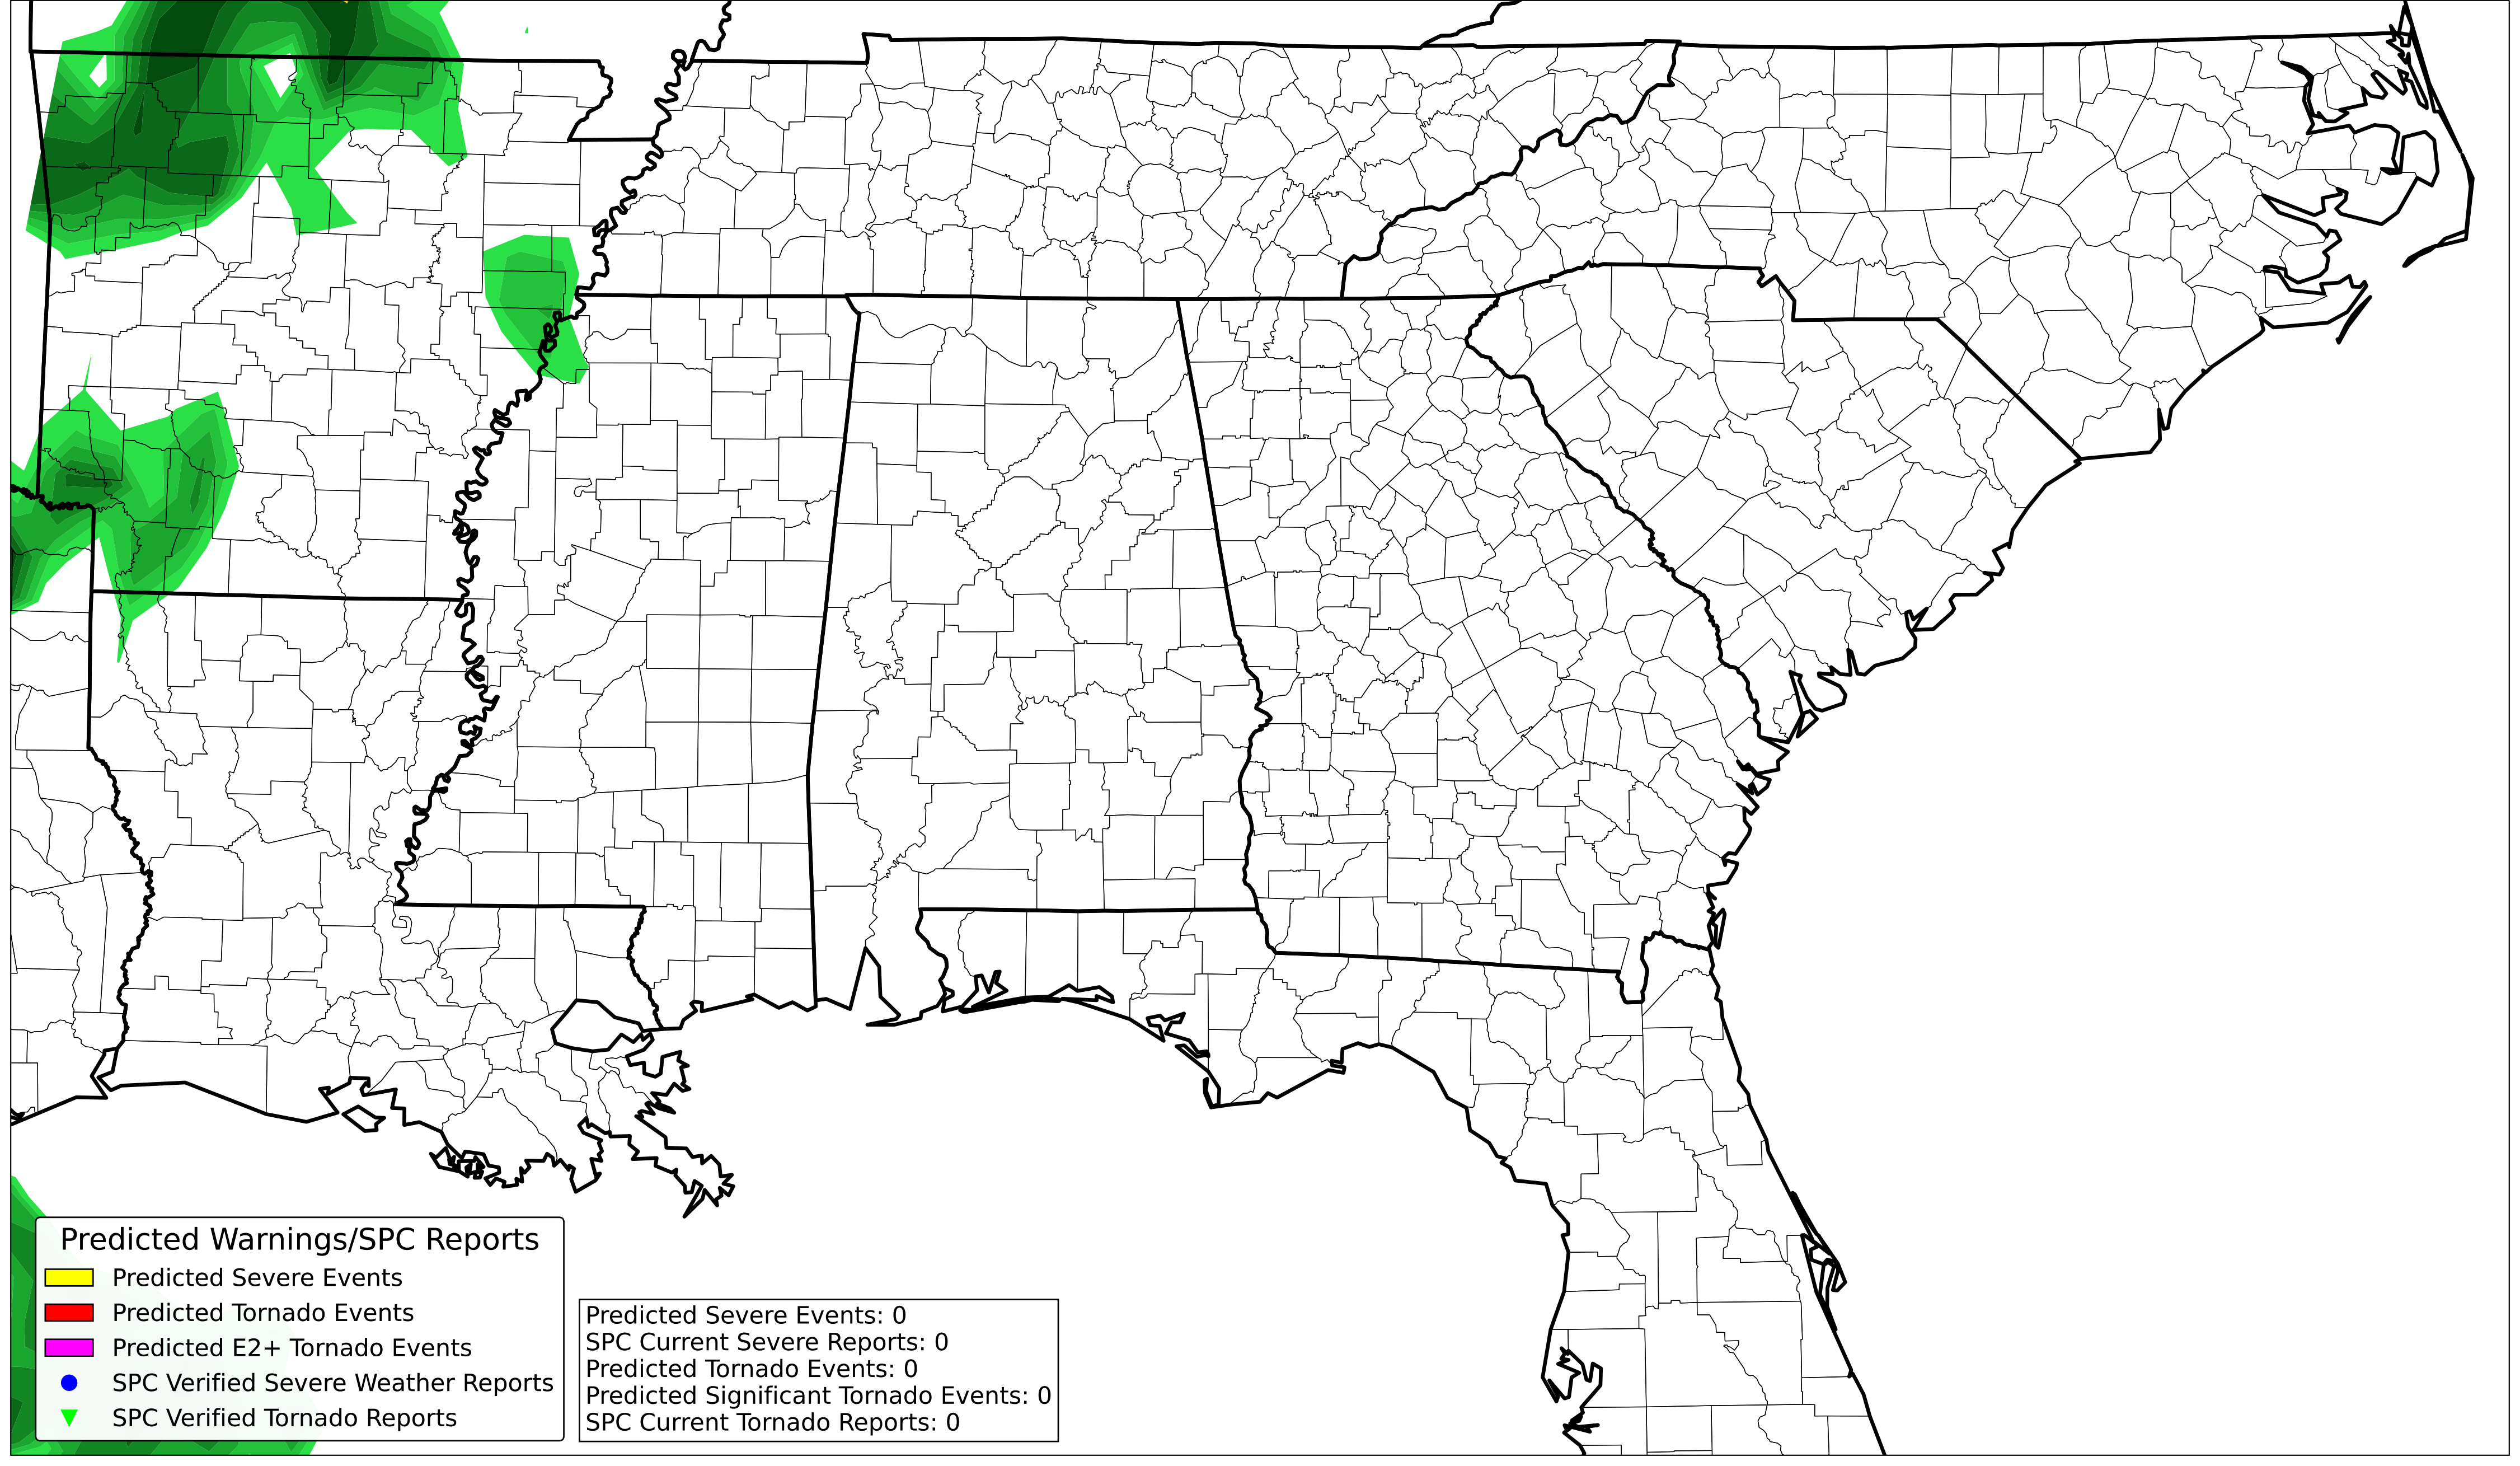 Predicted Warnings/SPC Reports
Predicted Severe Events
Predicted Tornado Events
Predicted E2+ Tornado Events
SPC Verified Severe Weather Reports
SPC Verified Tornado Reports
Predicted Severe Events: 0
SPC Current Severe Reports: 0
Predicted Tornado Events: 0
Predicted Significant Tornado Events: 0
SPC Current Tornado Reports: 0